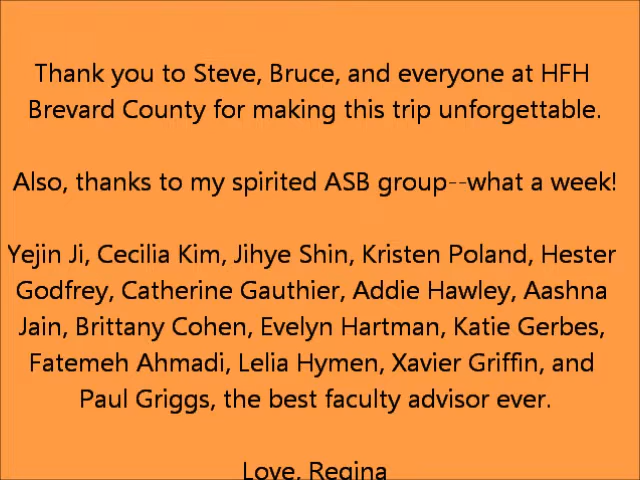 Thank you to Steve, Bruce, and everyone at HFH
Brevard County for making this trip unforgettable.
Also, thanks to my spirited ASB group--what a week!
Yejin Ji, Cecilia Kim, Jihye Shin, Kristen Poland, Hester
Godfrey, Catherine Gauthier, Addie Hawley, Aashna
Jain, Brittany Cohen, Evelyn Hartman, Katie Gerbes,
Fatemeh Ahmadi, Lelia Hymen, Xavier Griffin, and
Paul Griggs, the best faculty advisor ever.
Love, Regina